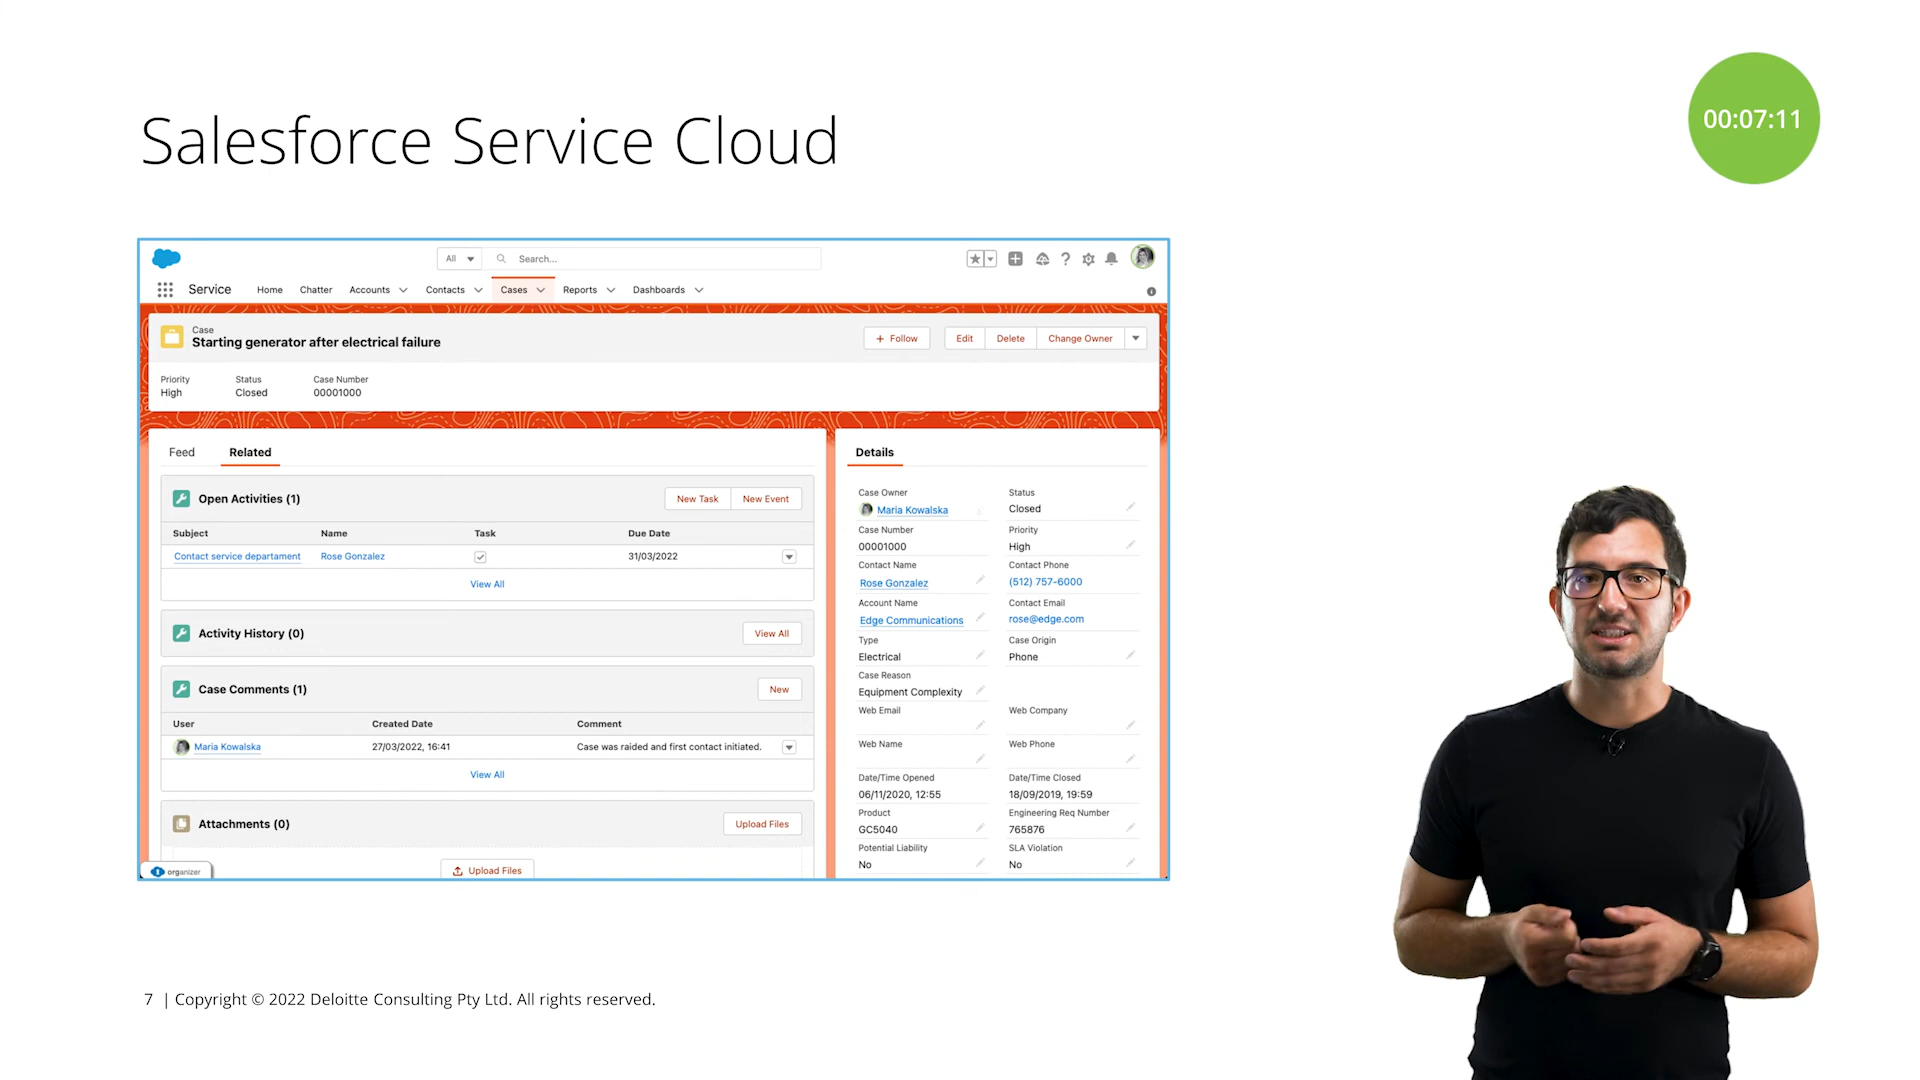 00:07:11
Salesforce Service Cloud
All Search...
Service Home Chatter Accounts Contacts Cases Reports Dashboards
Case
Starting generator after electrical failure
+ Follow Edit Delete Change Owner
Priority Status Case Number
High Closed 00001000
Feed Related
Open Activities (1) New Task New Event
Subject Name Task Due Date
Contact service departament Rose Gonzalez 31/03/2022
View All
Activity History (0) View All
Case Comments (1) New
User Created Date Comment
Maria Kowalska 27/03/2022, 16:41 Case was raided and first contact initiated.
View All
Attachments (0) Upload Files
Upload Files
organizer
Details
Case Owner Status
Maria Kowalska Closed
Case Number Priority
00001000 High
Contact Name Contact Phone
Rose Gonzalez (512) 757-6000
Account Name Contact Email
Edge Communications rose@edge.com
Type Case Origin
Electrical Phone
Case Reason
Equipment Complexity
Web Email Web Company
Web Name Web Phone
Date/Time Opened Date/Time Closed
06/11/2020, 12:55 18/09/2019, 19:59
Product Engineering Req Number
GC5040 765876
Potential Liability SLA Violation
No No
7 | Copyright © 2022 Deloitte Consulting Pty Ltd. All rights reserved.